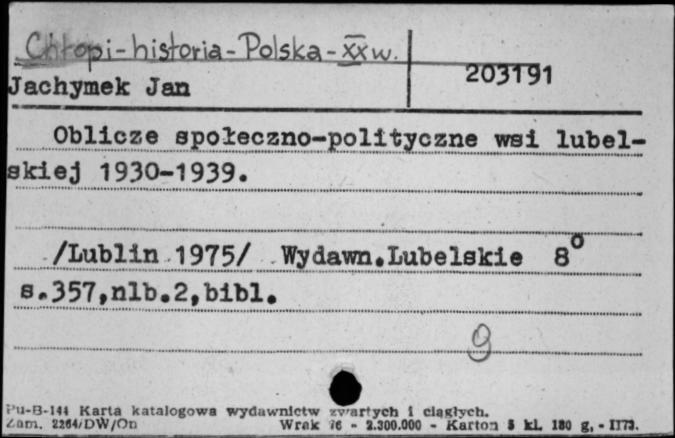 Chłopi-historia-Polska-XX w.
Jachymek Jan
203191
Oblicze społeczno-polityczne wsi lubel-
skiej 1930-1939.
/Lublin 1975/ Wydawn.Lubelskie 8°
s.357,nlb.2,bibl.
9
Pu-B-144 Karta katalogowa wydawnictw zwartych i ciągłych.
Zam. 2264/DW/On Wrak 76 - 2.300.000 - Karton 5 kl. 180 g, - II73.